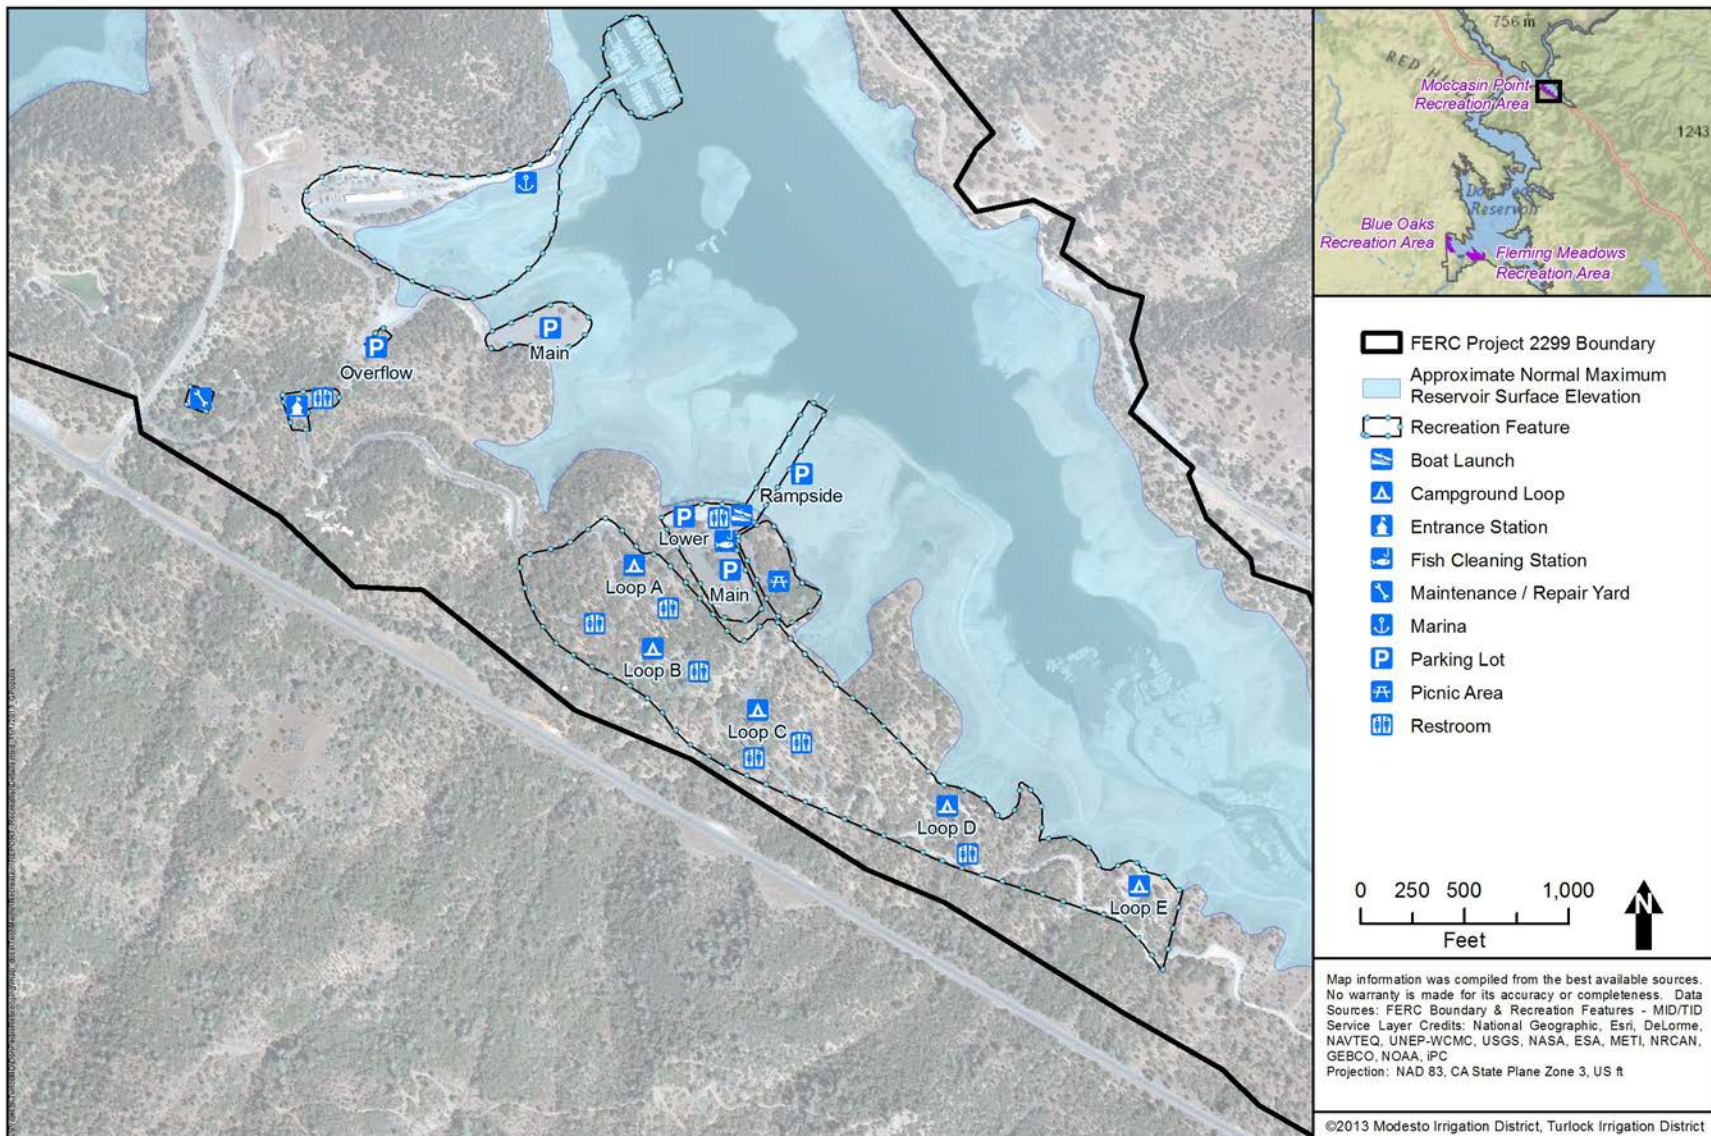 Main
Overflow
Rampside
Lower
Loop A
Main
Loop B
Loop C
Loop D
Loop E
756 m
RED
Moccasin Point
Recreation Area
1243
Reservoir
Blue Oaks
Recreation Area
Fleming Meadows
Recreation Area
FERC Project 2299 Boundary
Approximate Normal Maximum
Reservoir Surface Elevation
Recreation Feature
Boat Launch
Campground Loop
Entrance Station
Fish Cleaning Station
Maintenance / Repair Yard
Marina
Parking Lot
Picnic Area
Restroom
0 250 500 1,000
Feet
N
Map information was compiled from the best available sources.
No warranty is made for its accuracy or completeness. Data
Sources: FERC Boundary & Recreation Features - MID/TID
Service Layer Credits: National Geographic, Esri, DeLorme,
NAVTEQ, UNEP-WCMC, USGS, NASA, ESA, METI, NRCAN,
GEBCO, NOAA, iPC
Projection: NAD 83, CA State Plane Zone 3, US ft
©2013 Modesto Irrigation District, Turlock Irrigation District